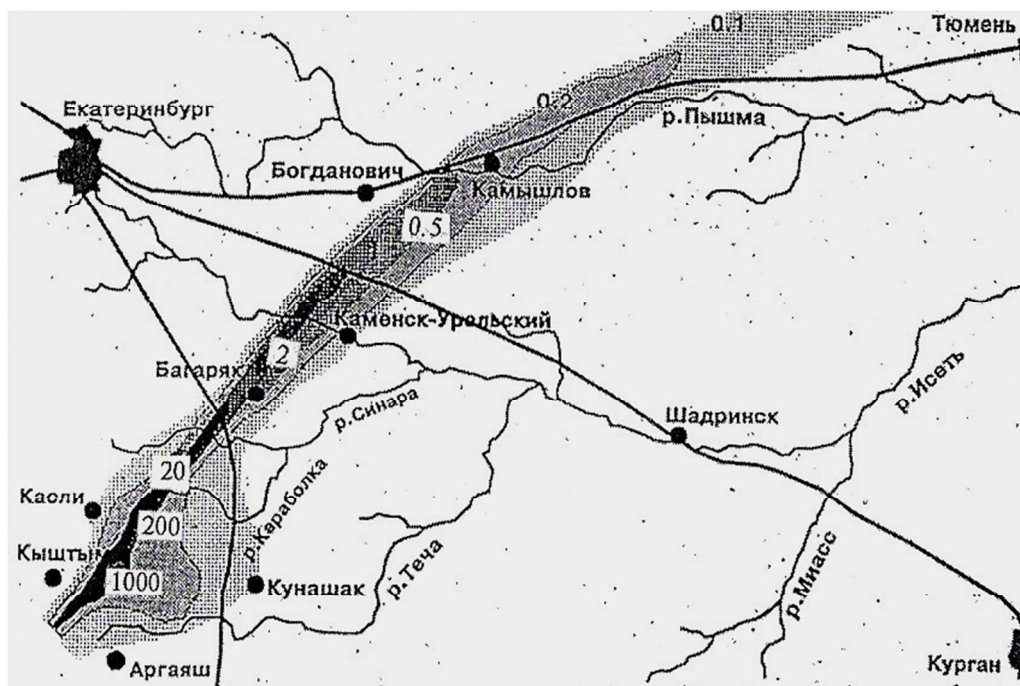 0.1
Тюмень
Екатеринбург
0.2
р.Пышма
Богданович
Камышлов
0.5
Каменск-Уральский
2
Багаряк
р.Исеть
р.Синара
Шадринск
20
Каоли
200
р.Караболка
Кыштым
1000
Кунашак
р.Теча
р.Миасс
Аргаяш
Курган